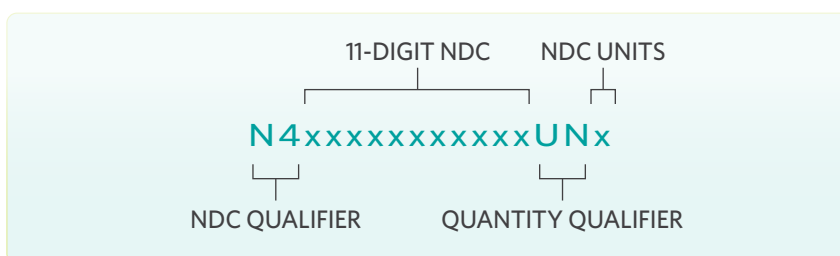 11-DIGIT NDC NDC UNITS
N4xxxxxxxxxxxUNx
NDC QUALIFIER QUANTITY QUALIFIER